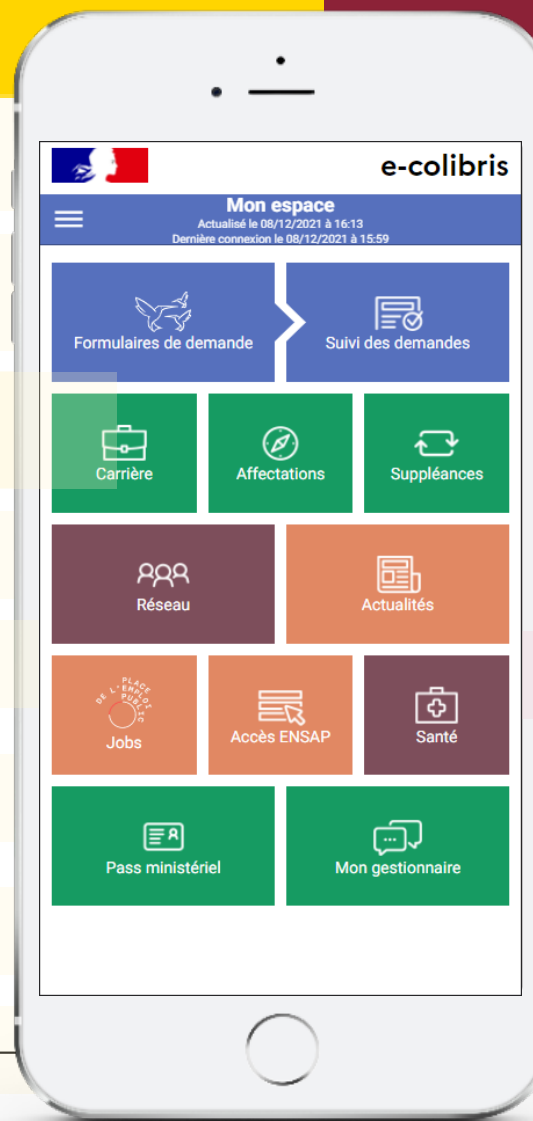 e-colibris
Mon espace
Actualisé le 08/12/2021 à 16:13
Dernière connexion le 08/12/2021 à 15:59
Formulaires de demande
Suivi des demandes
Carrière
Affectations
Suppléances
Réseau
Actualités
PLACE
DE L'EMPLOI
PUBLIC
Jobs
Accès ENSAP
Santé
Pass ministériel
Mon gestionnaire